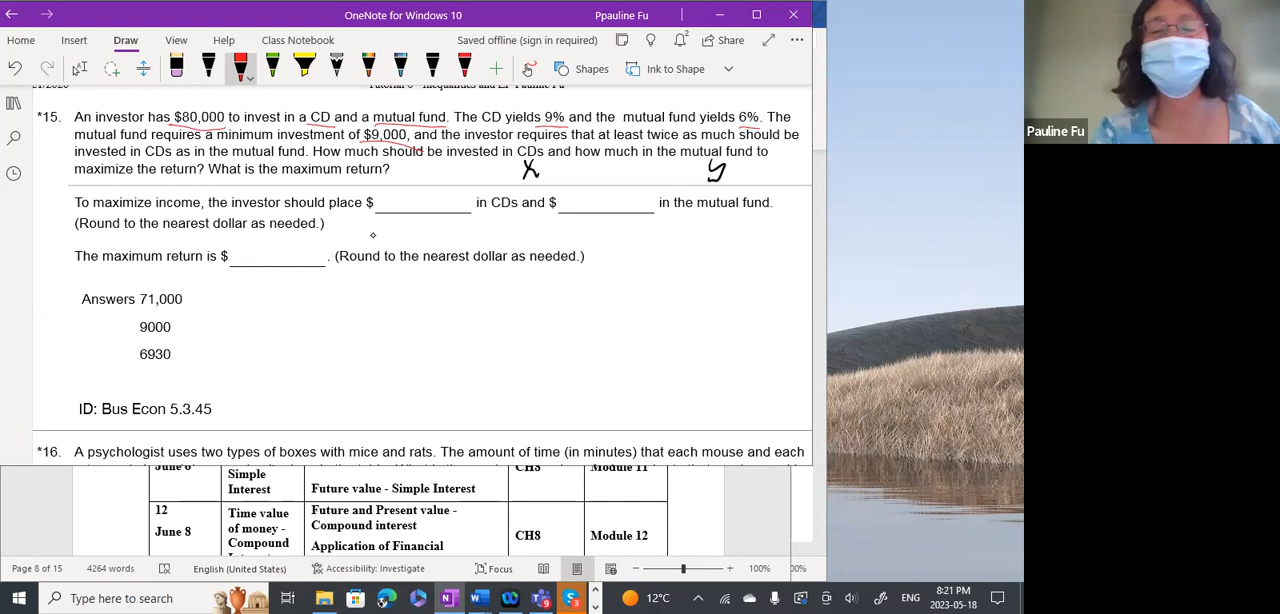 OneNote for Windows 10
Ppauline Fu
Home Insert Draw View Help Class Notebook Saved offline (sign in required) Share
Shapes Ink to Shape
Tutorial 6 - Inequalities and LP Pauline Fu
*15. An investor has $80,000 to invest in a CD and a mutual fund. The CD yields 9% and the mutual fund yields 6%. The
mutual fund requires a minimum investment of $9,000, and the investor requires that at least twice as much should be
invested in CDs as in the mutual fund. How much should be invested in CDs and how much in the mutual fund to
maximize the return? What is the maximum return?
x y
To maximize income, the investor should place $ in CDs and $ in the mutual fund.
(Round to the nearest dollar as needed.)
The maximum return is $ . (Round to the nearest dollar as needed.)
Answers 71,000
9000
6930
ID: Bus Econ 5.3.45
*16. A psychologist uses two types of boxes with mice and rats. The amount of time (in minutes) that each mouse and each
June 6
Simple
Interest
Future value - Simple Interest
CH8
Module 11
12
June 8
Time value
of money -
Compound
Future and Present value -
Compound interest
Application of Financial
CH8
Module 12
Page 8 of 15 4264 words English (United States) Accessibility: Investigate Focus 100% 00%
Type here to search
12°C
ENG
8:21 PM
2023-05-18
Pauline Fu